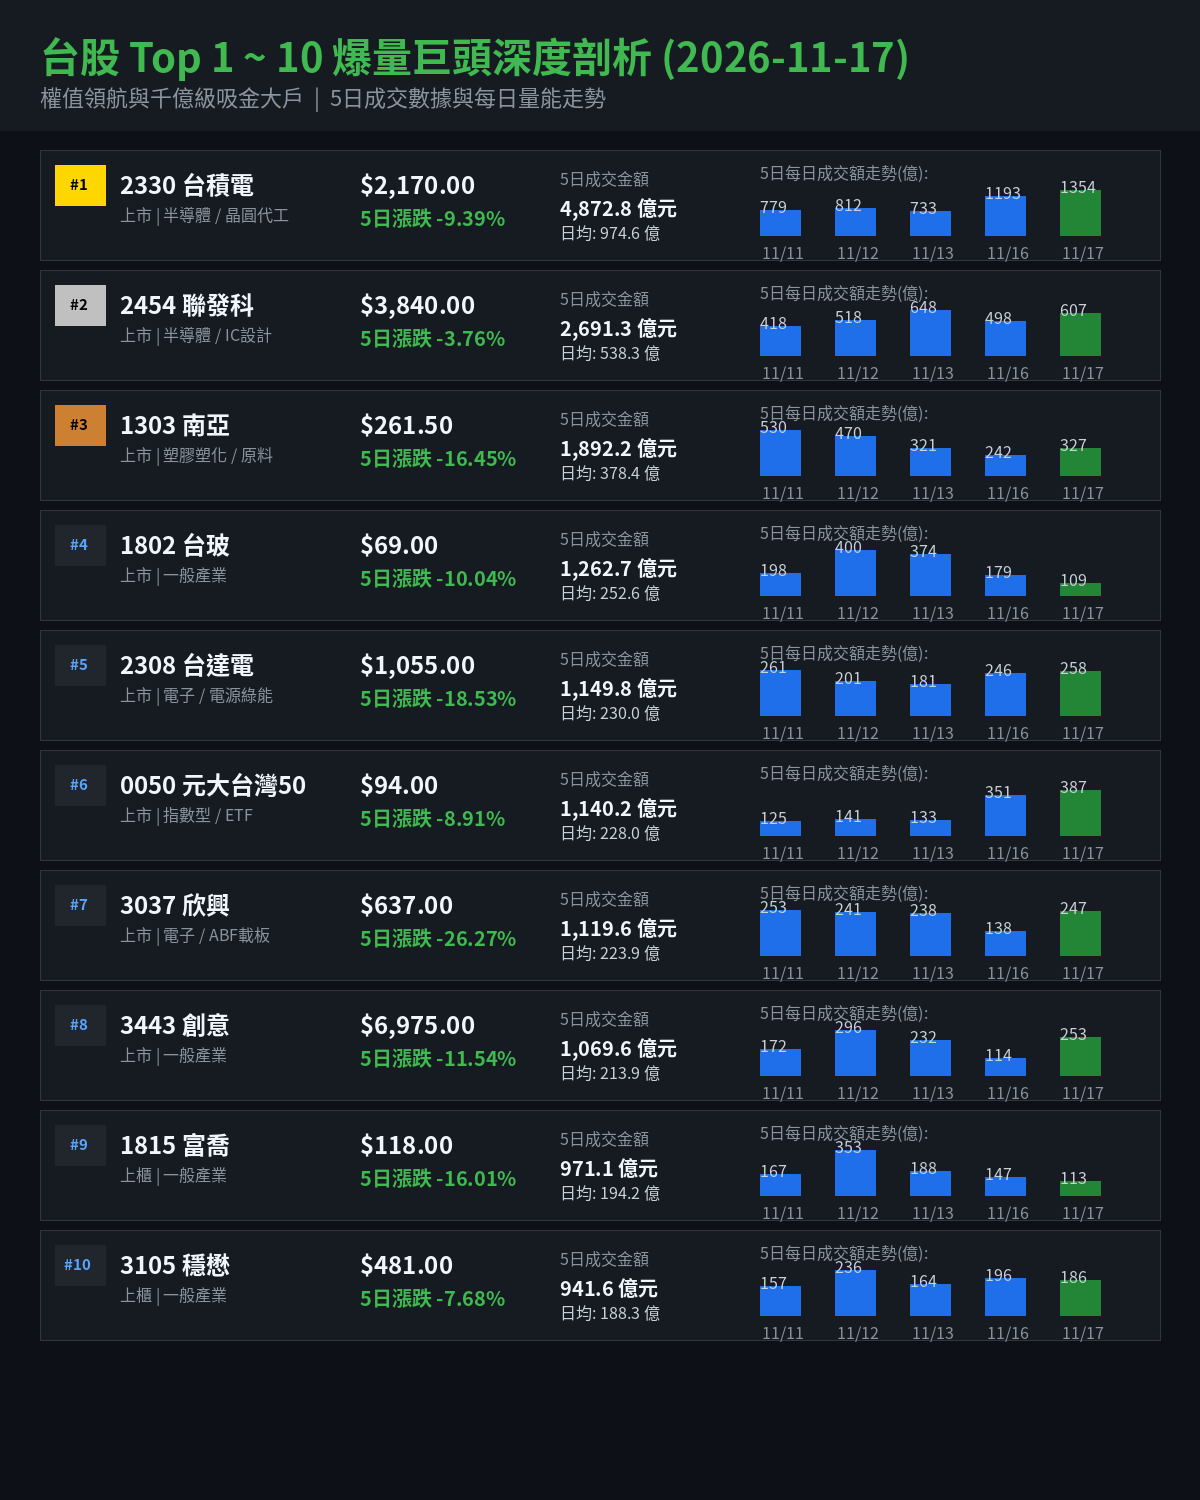 台股 Top 1 ~ 10 爆量巨頭深度剖析 (2026-11-17)
權值領航與千億級吸金大戶 | 5日成交數據與每日量能走勢
#1
2330 台積電
上市 | 半導體 / 晶圓代工
$2,170.00
5日漲跌 -9.39%
5日成交金額
4,872.8 億元
日均: 974.6 億
5日每日成交額走勢(億):
779 812 733 1193 1354
11/11 11/12 11/13 11/16 11/17
#2
2454 聯發科
上市 | 半導體 / IC設計
$3,840.00
5日漲跌 -3.76%
5日成交金額
2,691.3 億元
日均: 538.3 億
5日每日成交額走勢(億):
418 518 648 498 607
11/11 11/12 11/13 11/16 11/17
#3
1303 南亞
上市 | 塑膠塑化 / 原料
$261.50
5日漲跌 -16.45%
5日成交金額
1,892.2 億元
日均: 378.4 億
5日每日成交額走勢(億):
530 470 321 242 327
11/11 11/12 11/13 11/16 11/17
#4
1802 台玻
上市 | 一般產業
$69.00
5日漲跌 -10.04%
5日成交金額
1,262.7 億元
日均: 252.6 億
5日每日成交額走勢(億):
198 400 374 179 109
11/11 11/12 11/13 11/16 11/17
#5
2308 台達電
上市 | 電子 / 電源綠能
$1,055.00
5日漲跌 -18.53%
5日成交金額
1,149.8 億元
日均: 230.0 億
5日每日成交額走勢(億):
261 201 181 246 258
11/11 11/12 11/13 11/16 11/17
#6
0050 元大台灣50
上市 | 指數型 / ETF
$94.00
5日漲跌 -8.91%
5日成交金額
1,140.2 億元
日均: 228.0 億
5日每日成交額走勢(億):
125 141 133 351 387
11/11 11/12 11/13 11/16 11/17
#7
3037 欣興
上市 | 電子 / ABF載板
$637.00
5日漲跌 -26.27%
5日成交金額
1,119.6 億元
日均: 223.9 億
5日每日成交額走勢(億):
253 241 238 138 247
11/11 11/12 11/13 11/16 11/17
#8
3443 創意
上市 | 一般產業
$6,975.00
5日漲跌 -11.54%
5日成交金額
1,069.6 億元
日均: 213.9 億
5日每日成交額走勢(億):
172 296 232 114 253
11/11 11/12 11/13 11/16 11/17
#9
1815 富喬
上櫃 | 一般產業
$118.00
5日漲跌 -16.01%
5日成交金額
971.1 億元
日均: 194.2 億
5日每日成交額走勢(億):
167 353 188 147 113
11/11 11/12 11/13 11/16 11/17
#10
3105 穩懋
上櫃 | 一般產業
$481.00
5日漲跌 -7.68%
5日成交金額
941.6 億元
日均: 188.3 億
5日每日成交額走勢(億):
157 236 164 196 186
11/11 11/12 11/13 11/16 11/17